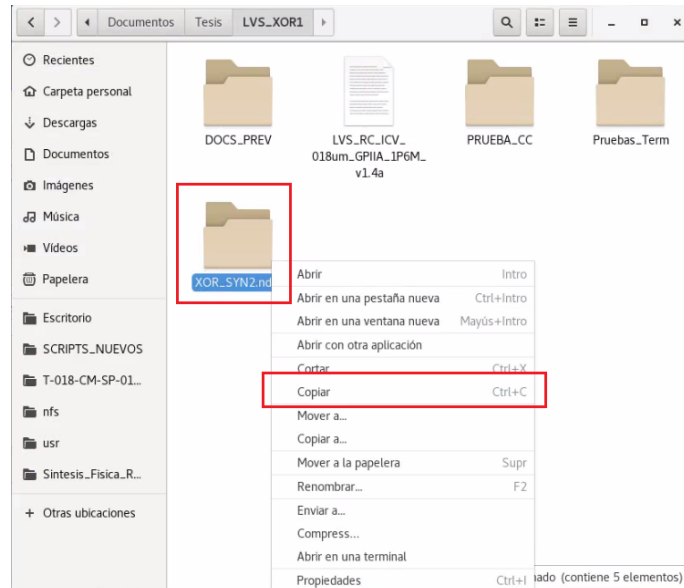 Documentos Tesis LVS_XOR1
Recientes
Carpeta personal
Descargas
Documentos
Imágenes
Música
Vídeos
Papelera
Escritorio
SCRIPTS_NUEVOS
T-018-CM-SP-01...
nfs
usr
Sintesis_Fisica_R...
+ Otras ubicaciones
DOCS_PREV
LVS_RC_ICV_
018um_GPIIA_1P6M_
v1.4a
PRUEBA_CC
Pruebas_Term
XOR_SYN2.nd
Abrir Intro
Abrir en una pestaña nueva Ctrl+Intro
Abrir en una ventana nueva Mayús+Intro
Abrir con otra aplicación
Cortar Ctrl+X
Copiar Ctrl+C
Mover a...
Copiar a...
Mover a la papelera Supr
Renombrar... F2
Enviar a...
Compress...
Abrir en una terminal
Propiedades Ctrl+I
ado (contiene 5 elementos)